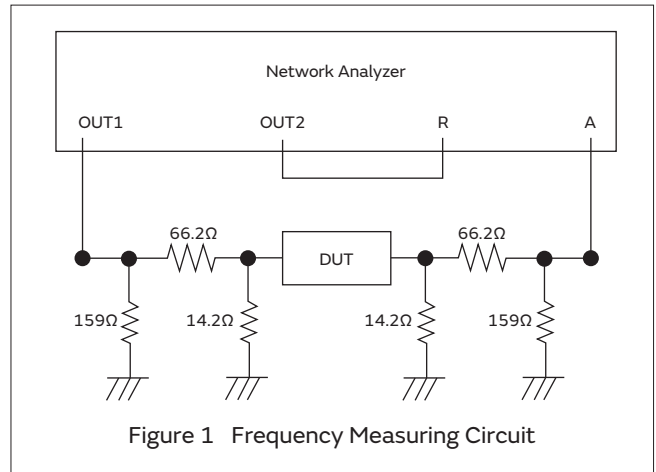 Network Analyzer
OUT1 OUT2 R A
66.2Ω 66.2Ω
DUT
159Ω 14.2Ω 14.2Ω 159Ω
Figure 1 Frequency Measuring Circuit